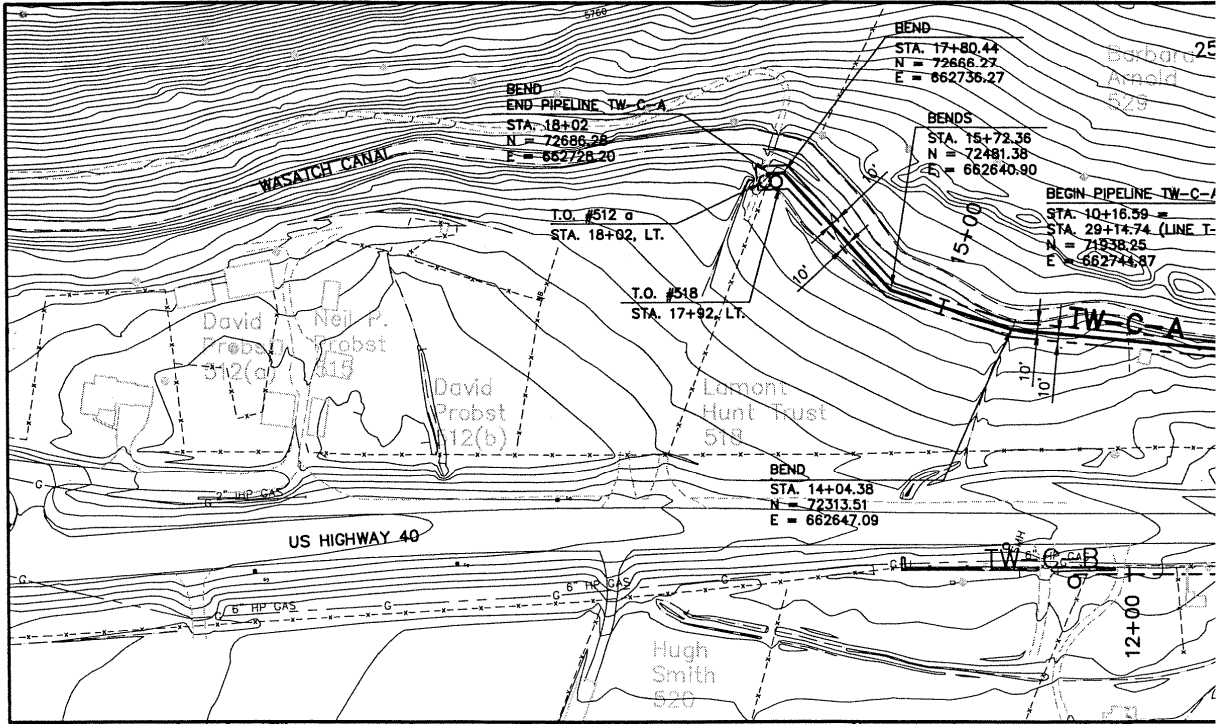 5760
BEND
STA. 17+80.44
N = 72666.27
E = 662736.27
Barbara
Arnold
529
25
BEND
END PIPELINE TW-C-A
STA. 18+02
N = 72686.28
E = 662728.20
BENDS
STA. 15+72.36
N = 72481.38
E = 662640.90
WASATCH CANAL
10'
10'
T.O. #512 a
STA. 18+02, LT.
15+00
BEGIN PIPELINE TW-C-A
STA. 10+16.59 =
STA. 29+14.74 (LINE T-
N = 71938.25
E = 662744.87
T.O. #518
STA. 17+92, LT.
TW-C-A
10'
10'
David
Probst
512(a)
Neil P.
Probst
515
David
Probst
512(b)
Lamont
Hunt Trust
518
BEND
STA. 14+04.38
N = 72313.51
E = 662647.09
G
2" IHP GAS
US HIGHWAY 40
MH
TW-C-B
G
6" HP GAS
G
G
6" HP GAS
G
G
12+00
Hugh
Smith
520